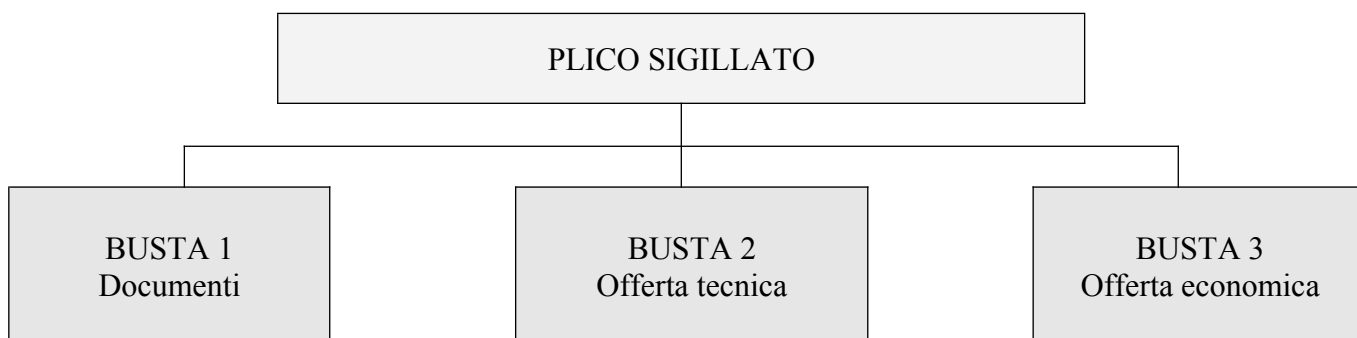 PLICO SIGILLATO
BUSTA 1
Documenti
BUSTA 2
Offerta tecnica
BUSTA 3
Offerta economica